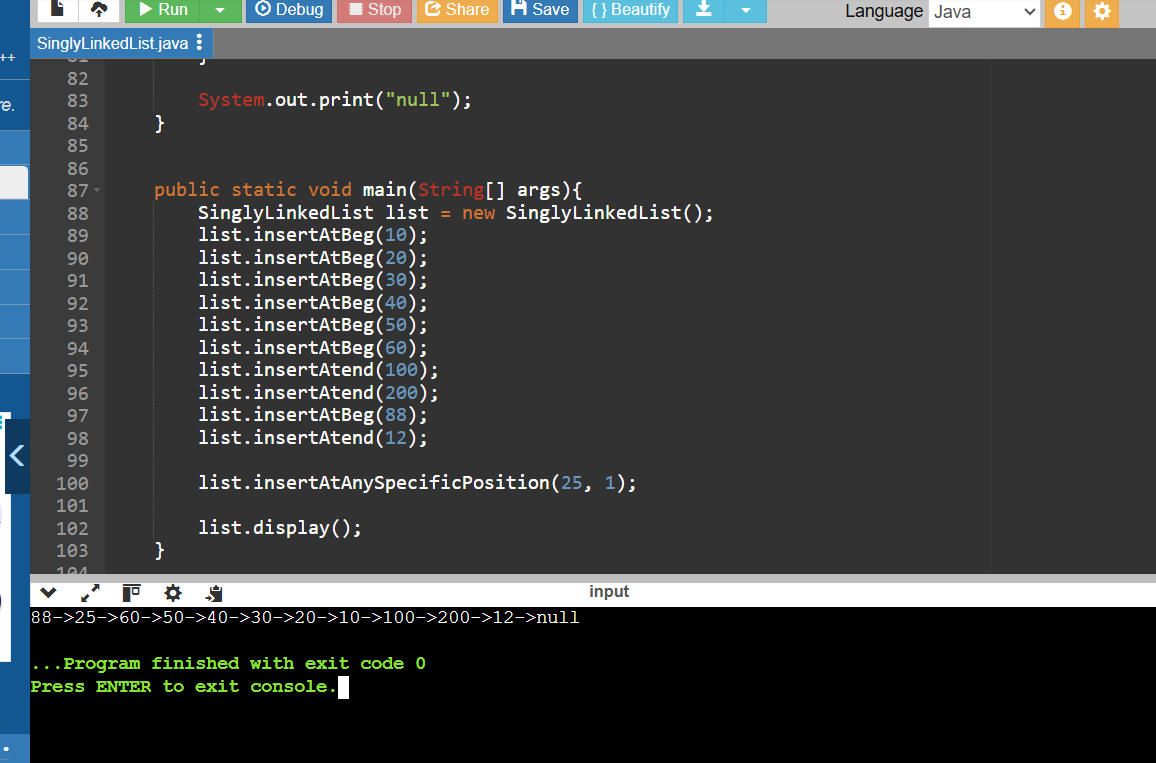 Run Debug Stop Share Save {} Beautify Language Java
SinglyLinkedList.java
++
82
83 System.out.print("null");
84 }
85
86
re.
87 public static void main(String[] args){
88 SinglyLinkedList list = new SinglyLinkedList();
89 list.insertAtBeg(10);
90 list.insertAtBeg(20);
91 list.insertAtBeg(30);
92 list.insertAtBeg(40);
93 list.insertAtBeg(50);
94 list.insertAtBeg(60);
95 list.insertAtend(100);
96 list.insertAtend(200);
97 list.insertAtBeg(88);
98 list.insertAtend(12);
99
100 list.insertAtAnySpecificPosition(25, 1);
101
102 list.display();
103 }
input
88->25->60->50->40->30->20->10->100->200->12->null
...Program finished with exit code 0
Press ENTER to exit console.